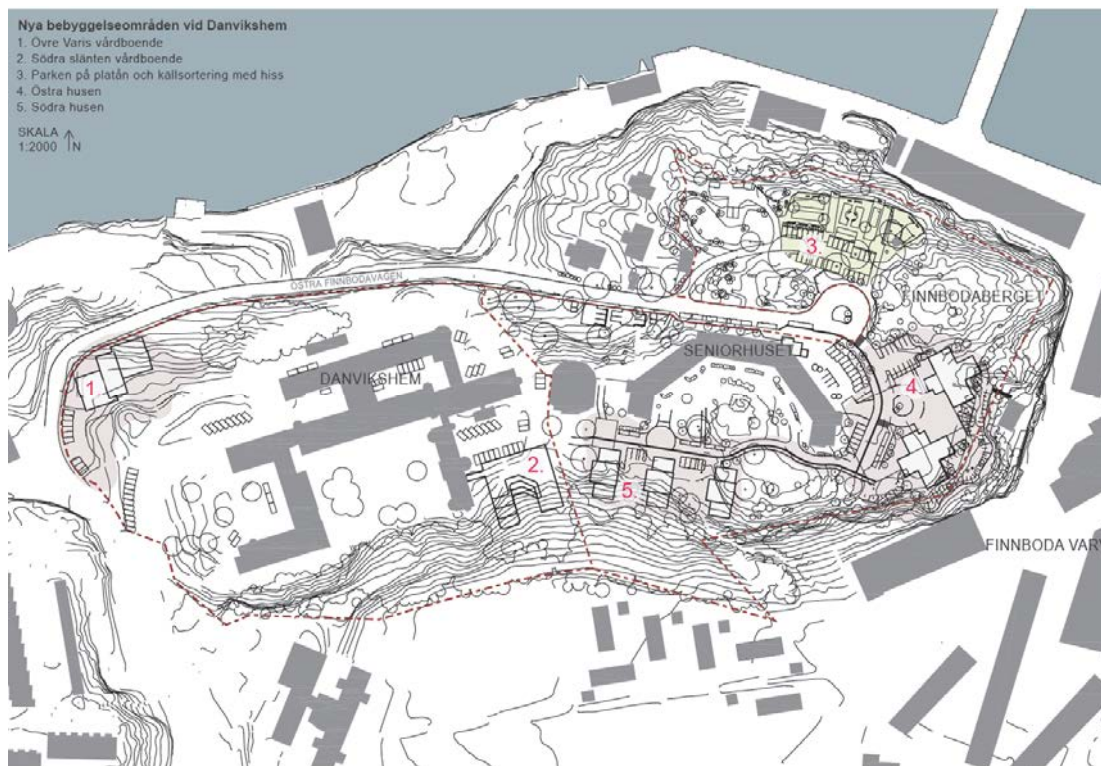 Nya bebyggelseområden vid Danvikshem
1. Övre Varis vårdboende
2. Södra slänten vårdboende
3. Parken på platån och källsortering med hiss
4. Östra husen
5. Södra husen
SKALA
1:2000
N
ÖSTRA FINNBODAVÄGEN
3.
FINNBODABERGET
SENIORHUSET
DANVIKSHEM
1
4.
2.
5.
FINNBODA VARV